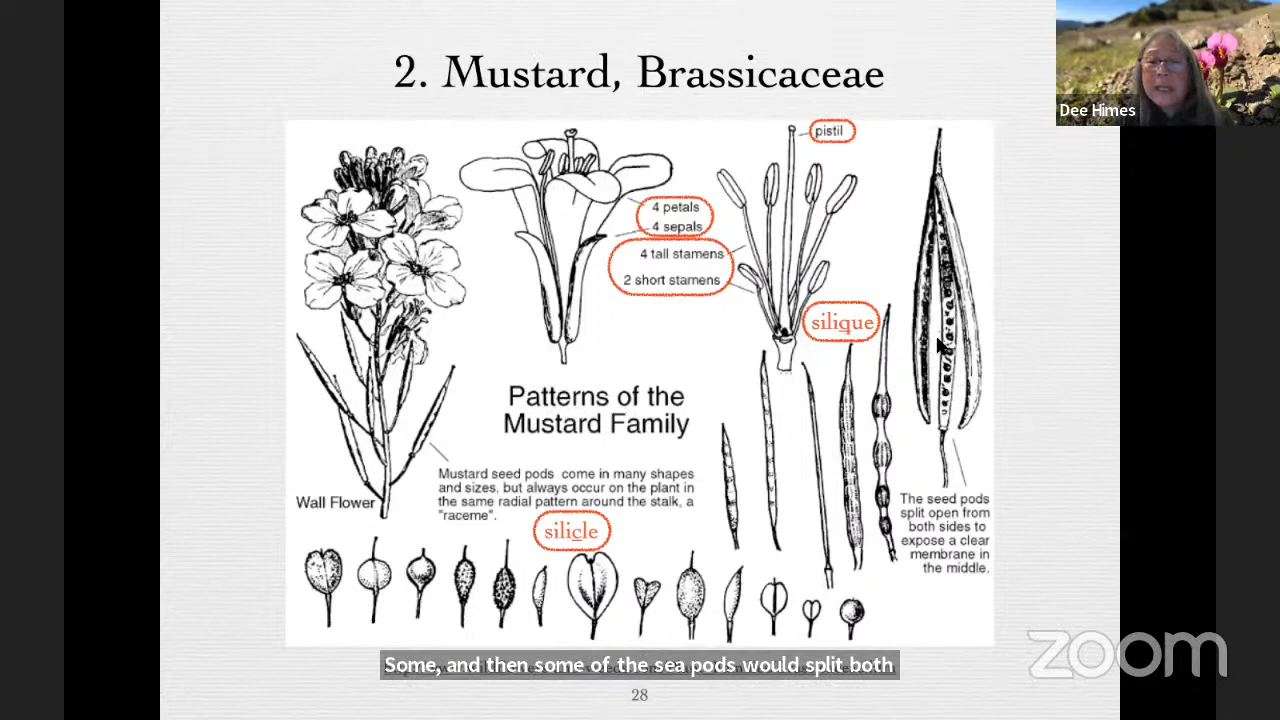 2. Mustard, Brassicaceae
Dee Himes
pistil
4 petals
4 sepals
4 tall stamens
2 short stamens
silique
Patterns of the
Mustard Family
Mustard seed pods come in many shapes
and sizes, but always occur on the plant in
the same radial pattern around the stalk, a
"raceme".
Wall Flower
silicle
The seed pods
split open from
both sides to
expose a clear
membrane in
the middle.
Some, and then some of the sea pods would split both
28
zoom